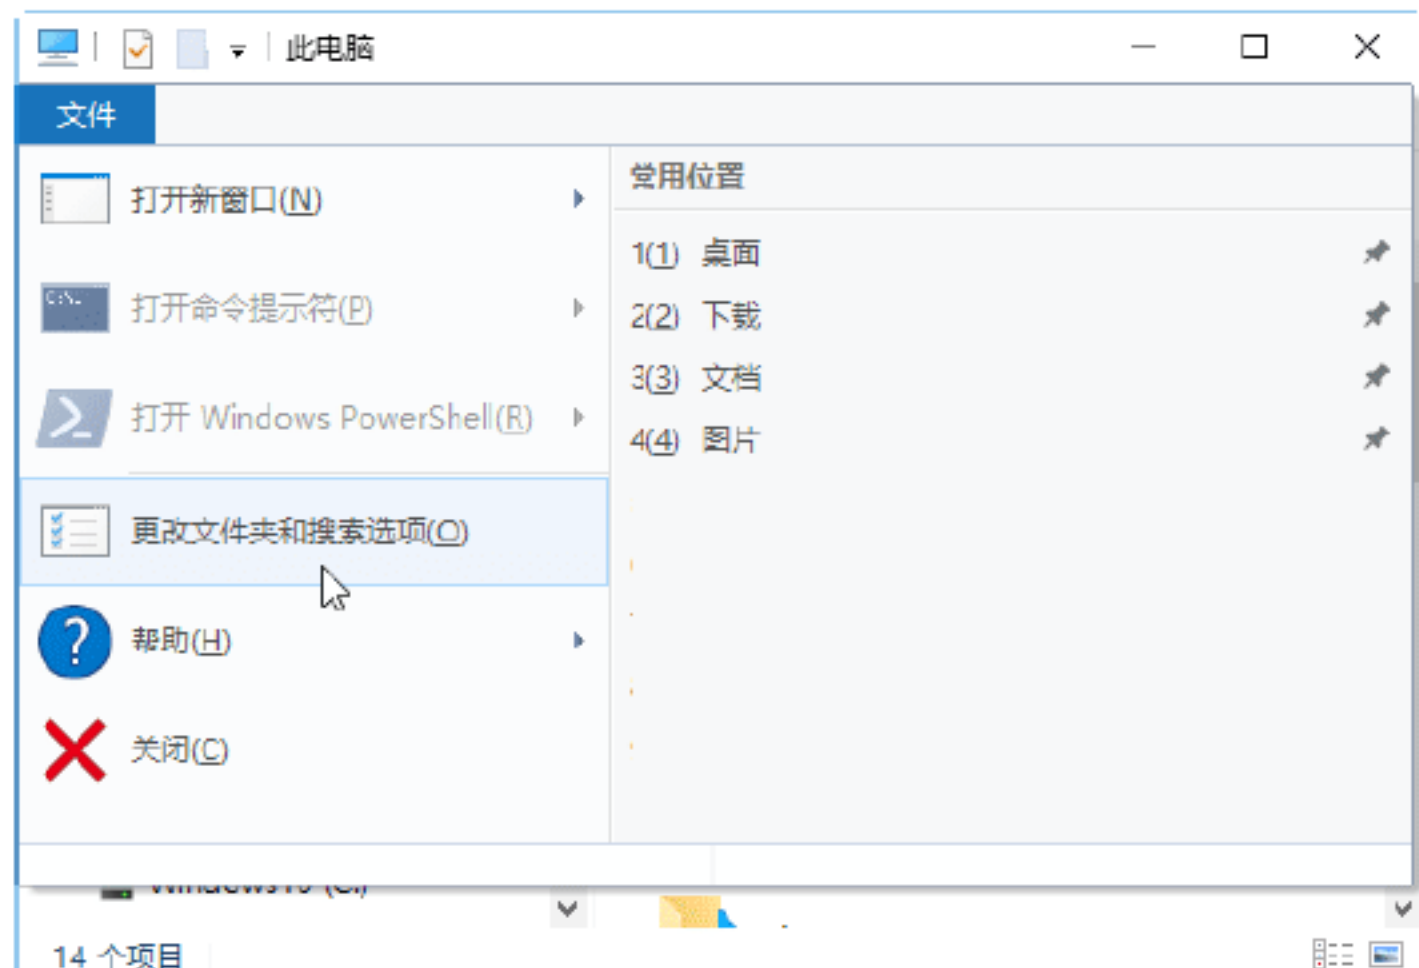 此电脑
文件
打开新窗口(N)
打开命令提示符(P)
打开 Windows PowerShell(R)
更改文件夹和搜索选项(O)
帮助(H)
关闭(C)
常用位置
1(1) 桌面
2(2) 下载
3(3) 文档
4(4) 图片
14 个项目